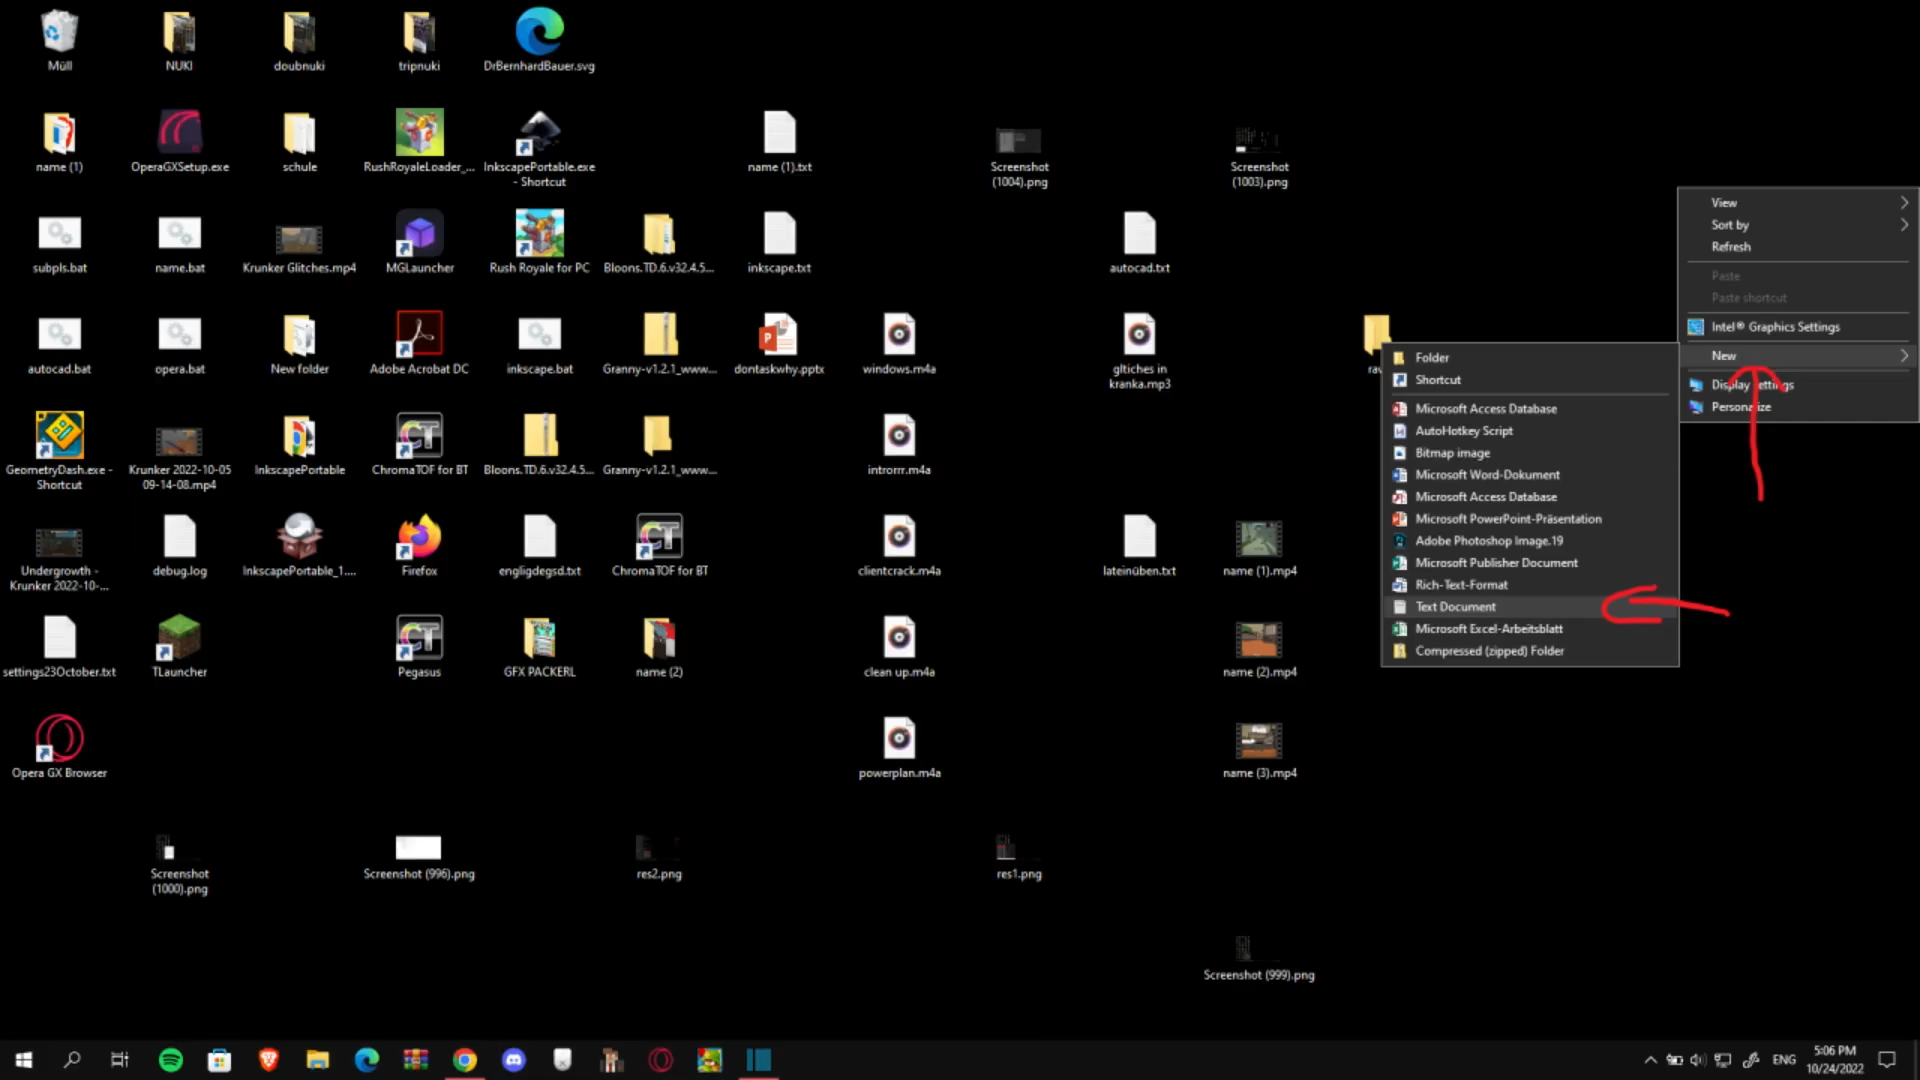 Müll
NUKI
doubnuki
tripnuki
DrBernhardBauer.svg
name (1)
OperaGXSetup.exe
schule
RushRoyaleLoader_...
InkscapePortable.exe
- Shortcut
name (1).txt
Screenshot
(1004).png
Screenshot
(1003).png
subpls.bat
name.bat
Krunker Glitches.mp4
MGLauncher
Rush Royale for PC
Bloons.TD.6.v32.4.5...
inkscape.txt
autocad.txt
autocad.bat
opera.bat
New folder
Adobe Acrobat DC
inkscape.bat
Granny-v1.2.1_www...
dontaskwhy.pptx
windows.m4a
gltiches in
kranka.mp3
GeometryDash.exe -
Shortcut
Krunker 2022-10-05
09-14-08.mp4
InkscapePortable
ChromaTOF for BT
Bloons.TD.6.v32.4.5...
Granny-v1.2.1_www...
introrrr.m4a
Undergrowth -
Krunker 2022-10-...
debug.log
InkscapePortable_1....
Firefox
engligdegsd.txt
ChromaTOF for BT
clientcrack.m4a
lateinüben.txt
name (1).mp4
settings23October.txt
TLauncher
Pegasus
GFX PACKERL
name (2)
clean up.m4a
name (2).mp4
Opera GX Browser
powerplan.m4a
name (3).mp4
Screenshot
(1000).png
Screenshot (996).png
res2.png
res1.png
Screenshot (999).png
View
Sort by
Refresh
Paste
Paste shortcut
Intel® Graphics Settings
New
Display settings
Personalize
Folder
Shortcut
Microsoft Access Database
AutoHotkey Script
Bitmap image
Microsoft Word-Dokument
Microsoft Access Database
Microsoft PowerPoint-Präsentation
Adobe Photoshop Image.19
Microsoft Publisher Document
Rich-Text-Format
Text Document
Microsoft Excel-Arbeitsblatt
Compressed (zipped) Folder
ENG
5:06 PM
10/24/2022